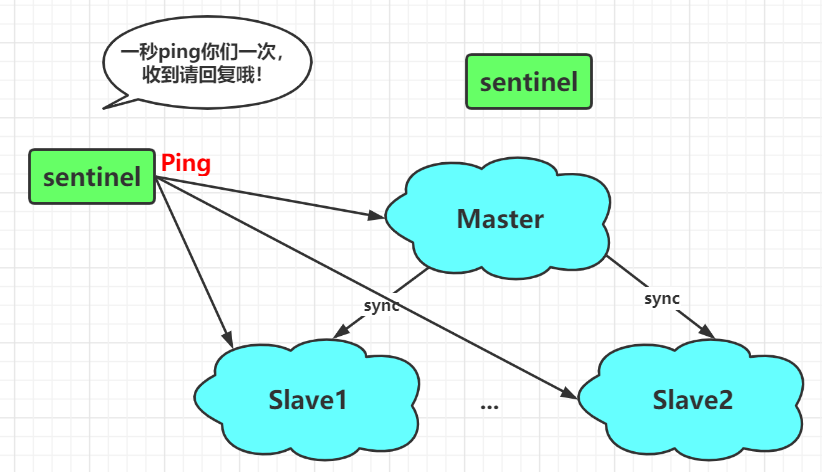 一秒ping你们一次，
收到请回复哦！
sentinel
sentinel
Ping
Master
sync
sync
Slave1
...
Slave2